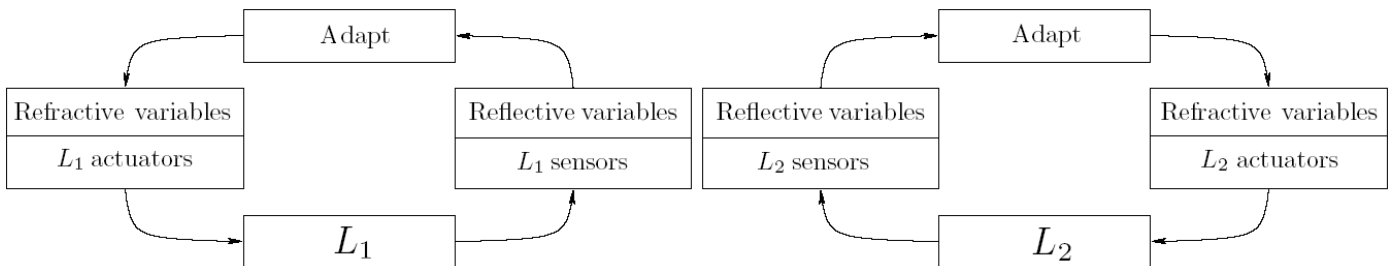 Adapt
Adapt
Refractive variables
Reflective variables
Reflective variables
Refractive variables
L₁ actuators
L₁ sensors
L₂ sensors
L₂ actuators
L₁
L₂